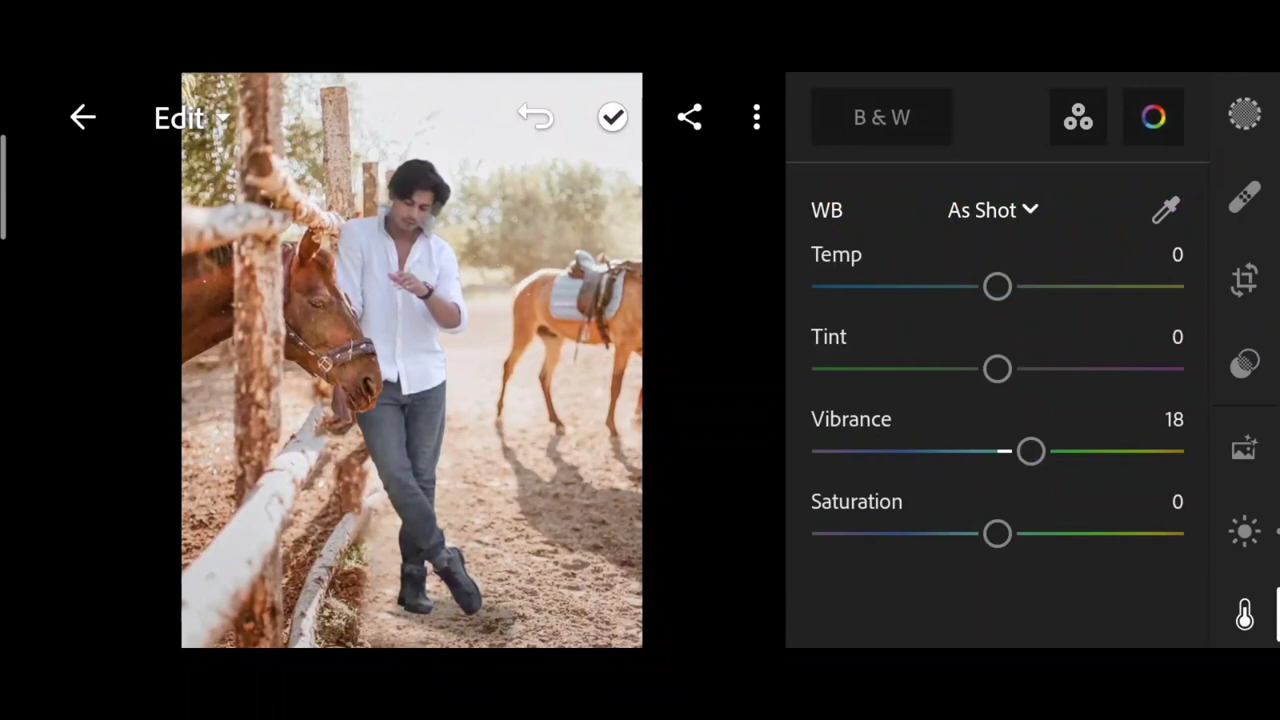 Edit
B & W
WB As Shot
Temp 0
Tint 0
Vibrance 18
Saturation 0